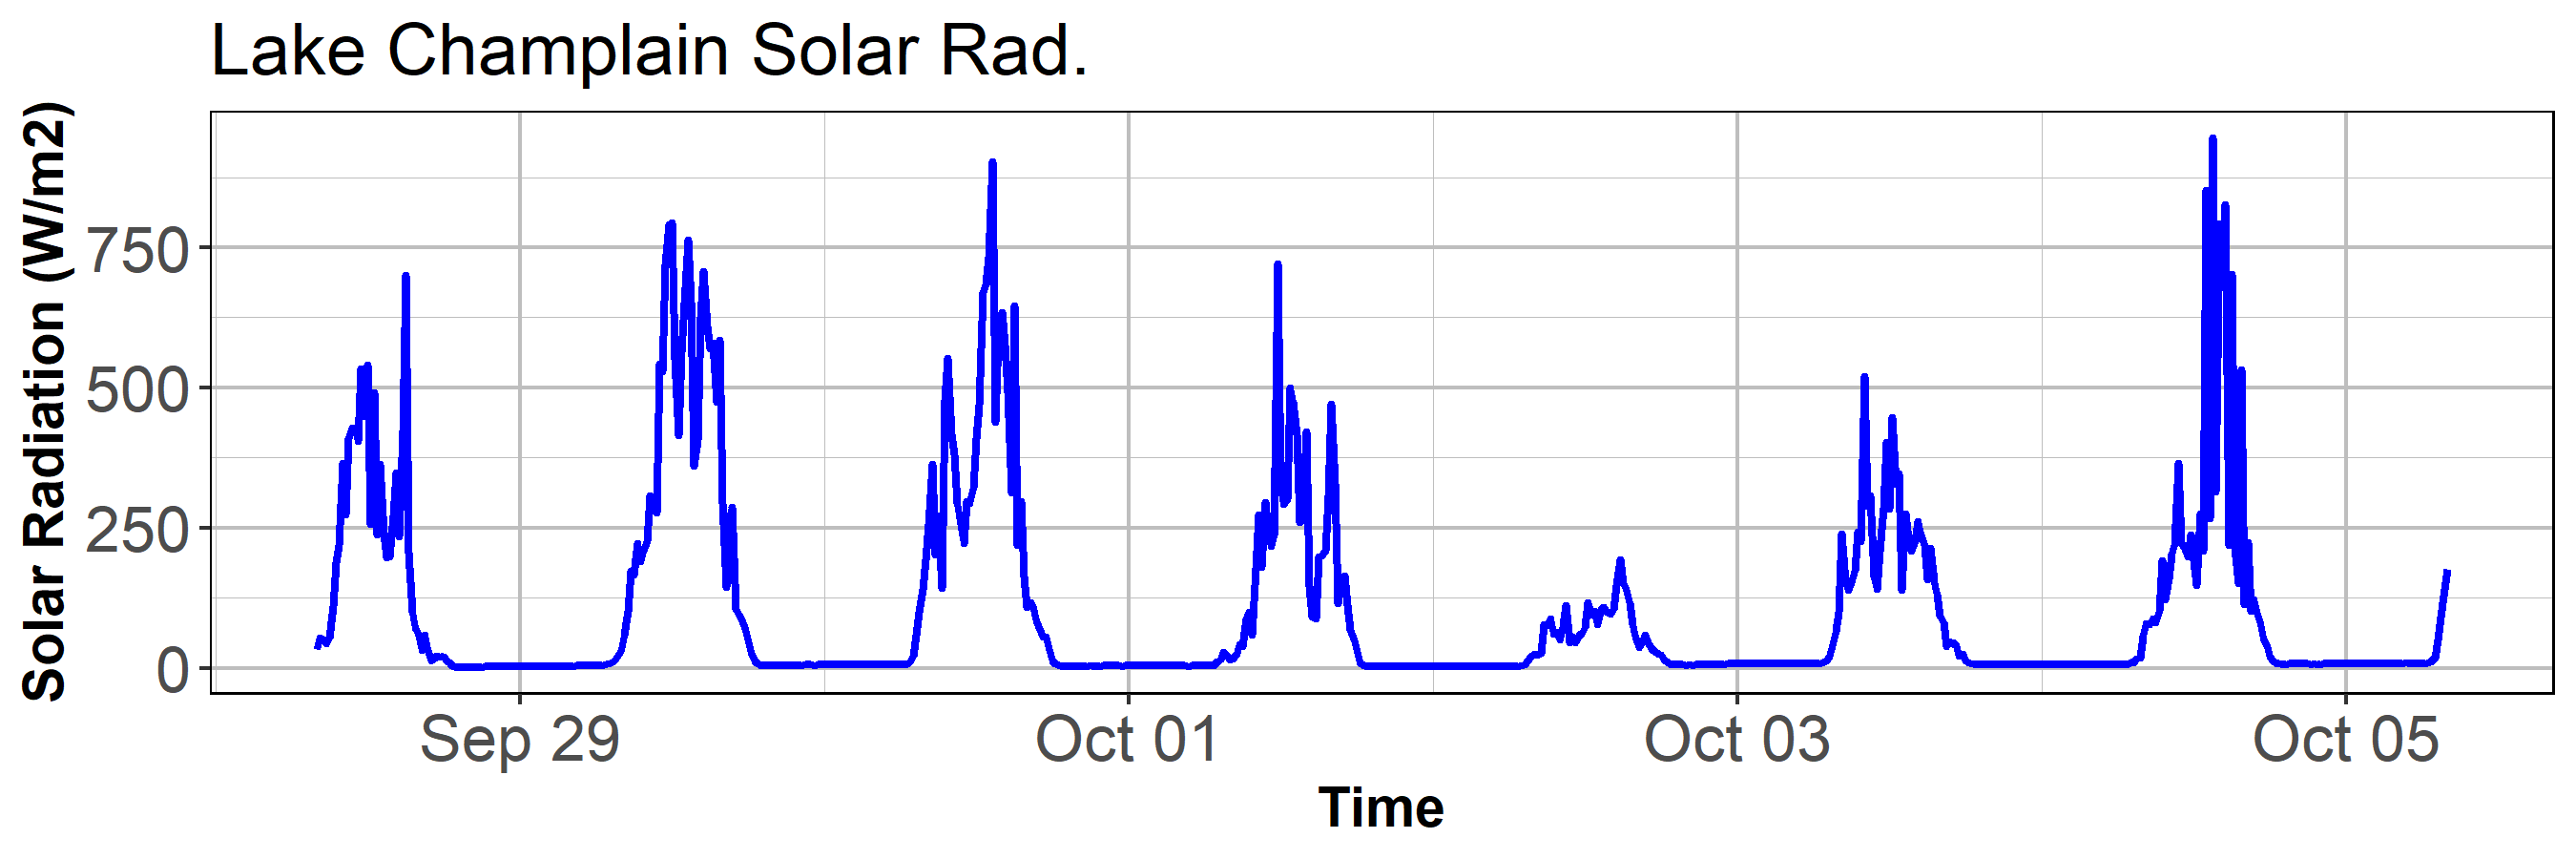 Lake Champlain Solar Rad.
Solar Radiation (W/m2)
750
500
250
0
Sep 29
Oct 01
Oct 03
Oct 05
Time